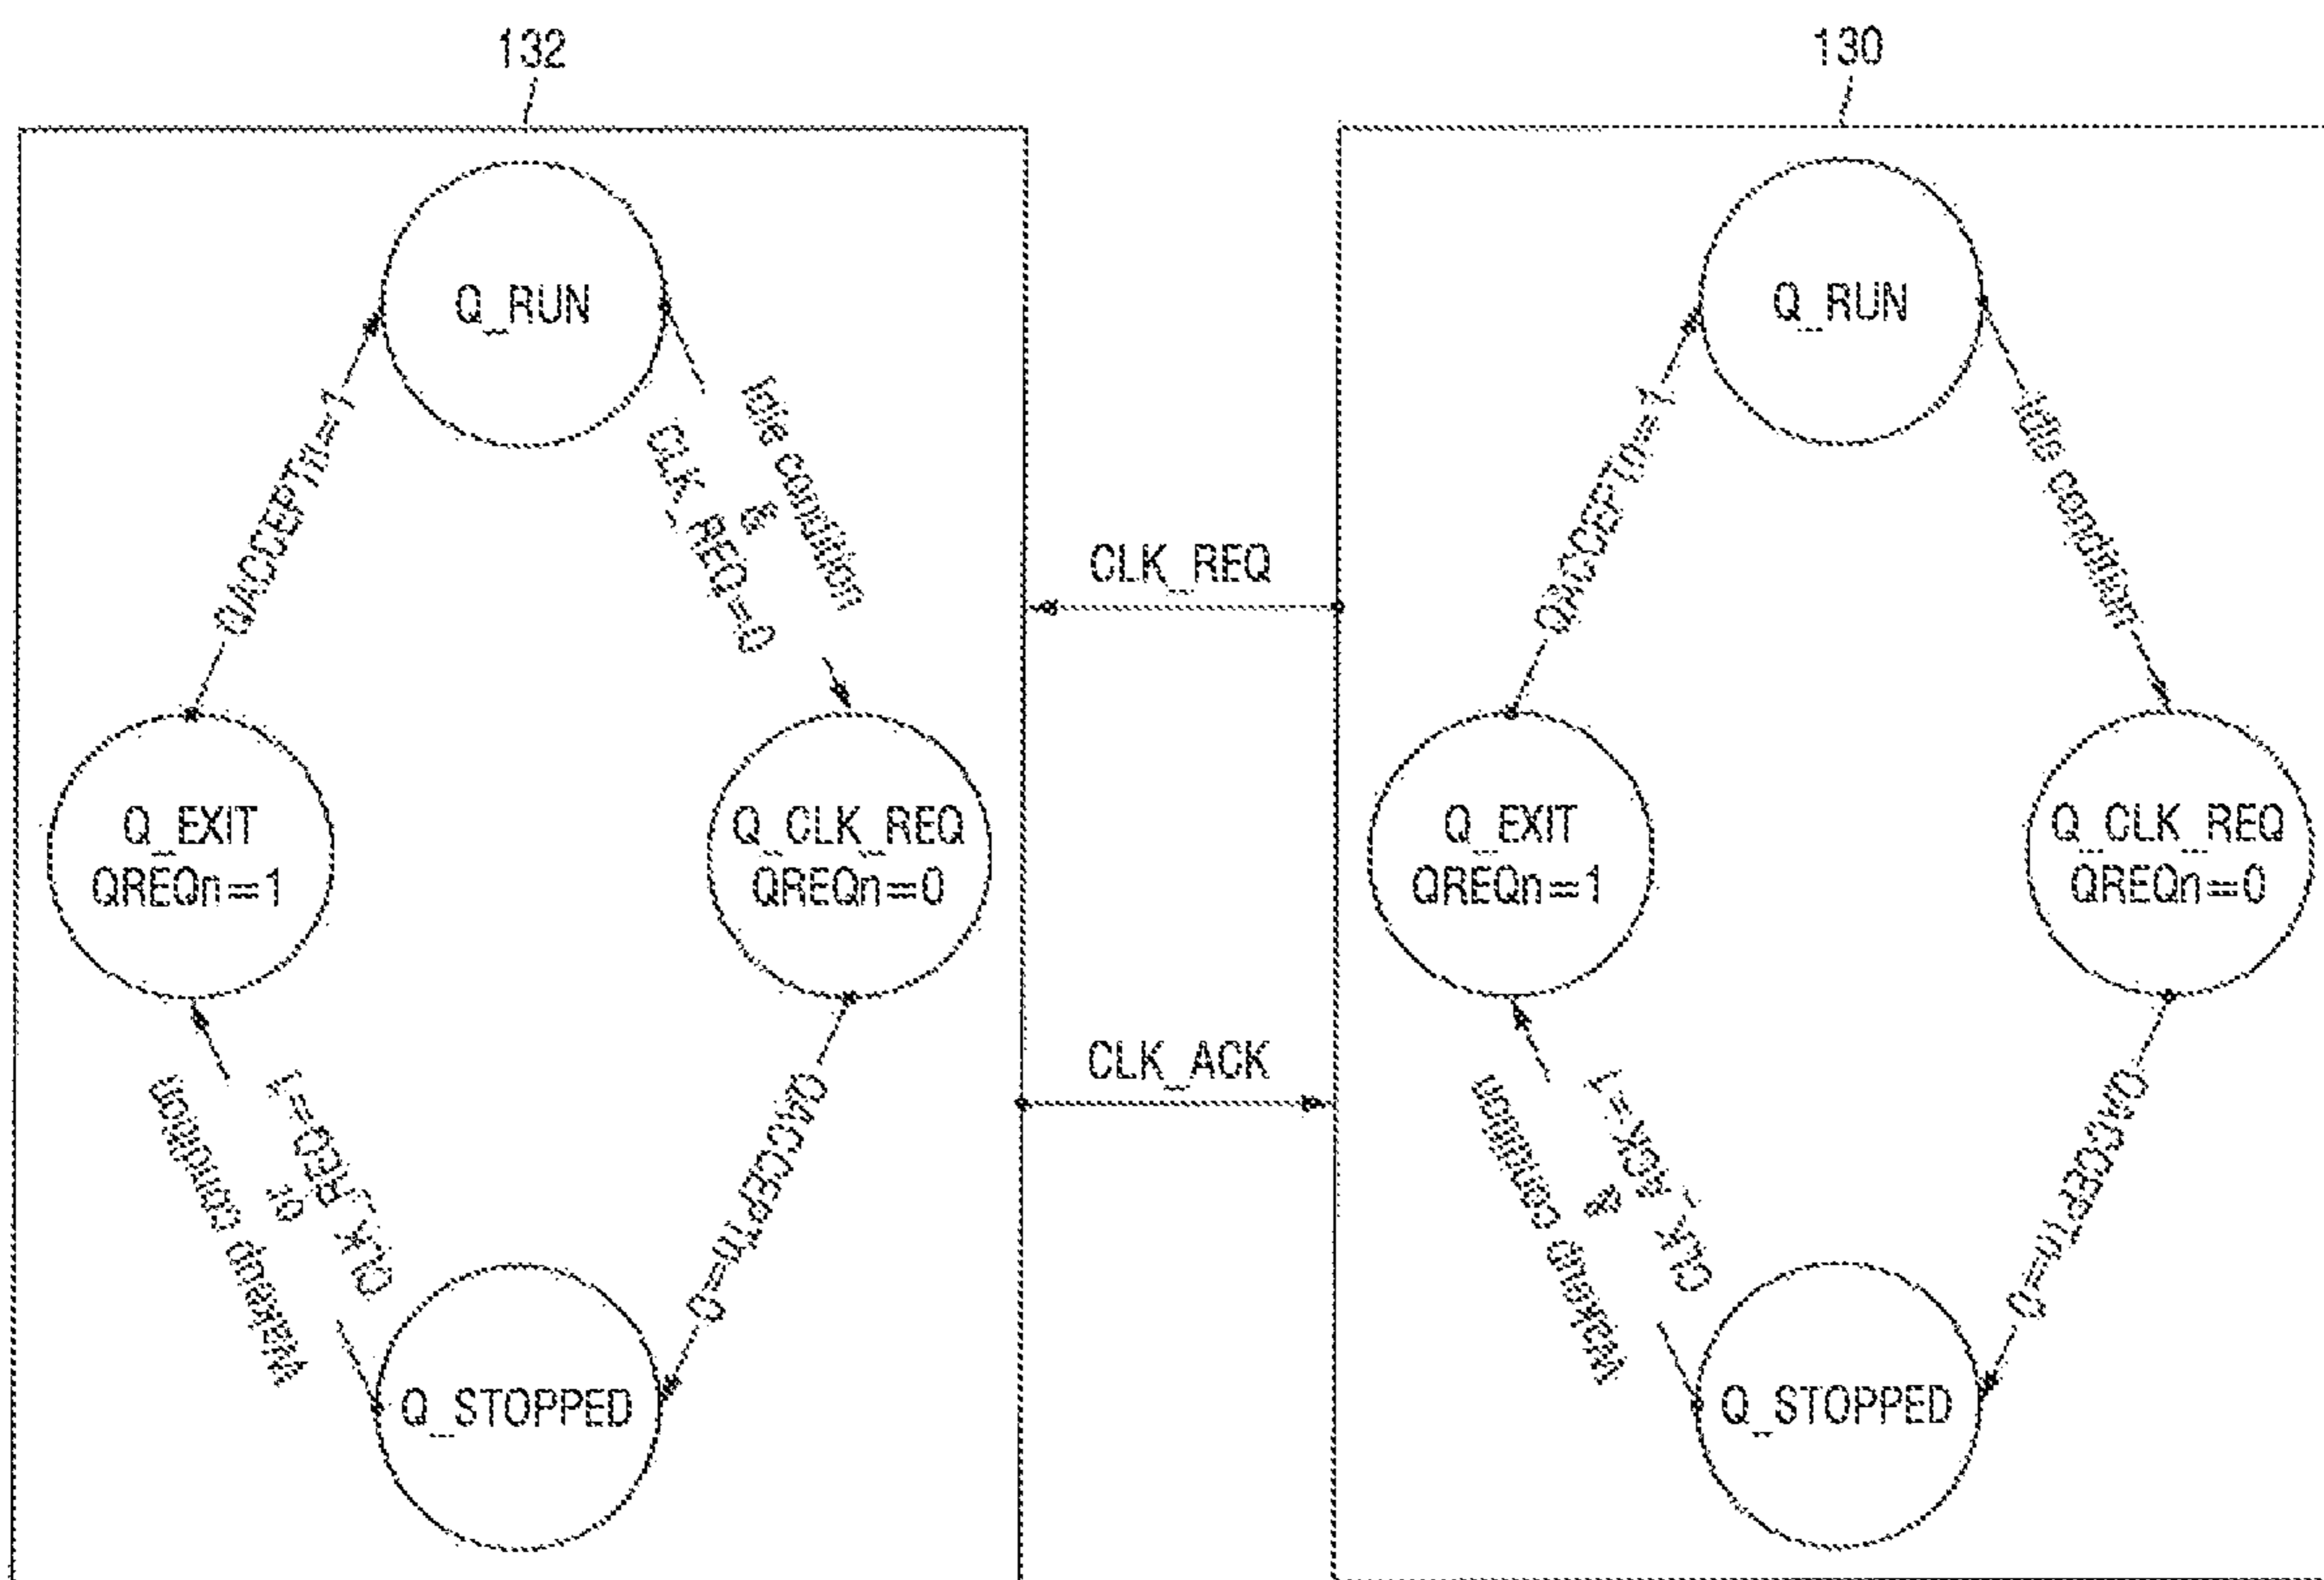 132
130
Q_RUN
Q_RUN
QACCEPTn=1
Idle condition
&
CLK_REQ=0
QACCEPTn=1
Idle condition
CLK_REQ
Q_EXIT
QREQn=1
Q_CLK_REQ
QREQn=0
Q_EXIT
QREQn=1
Q_CLK_REQ
QREQn=0
CLK_ACK
Wakeup condition
or
CLK_REQ=1
QACCEPTn=0
Wakeup condition
&
CLK_ACK=1
QACCEPTn=0
Q_STOPPED
Q_STOPPED